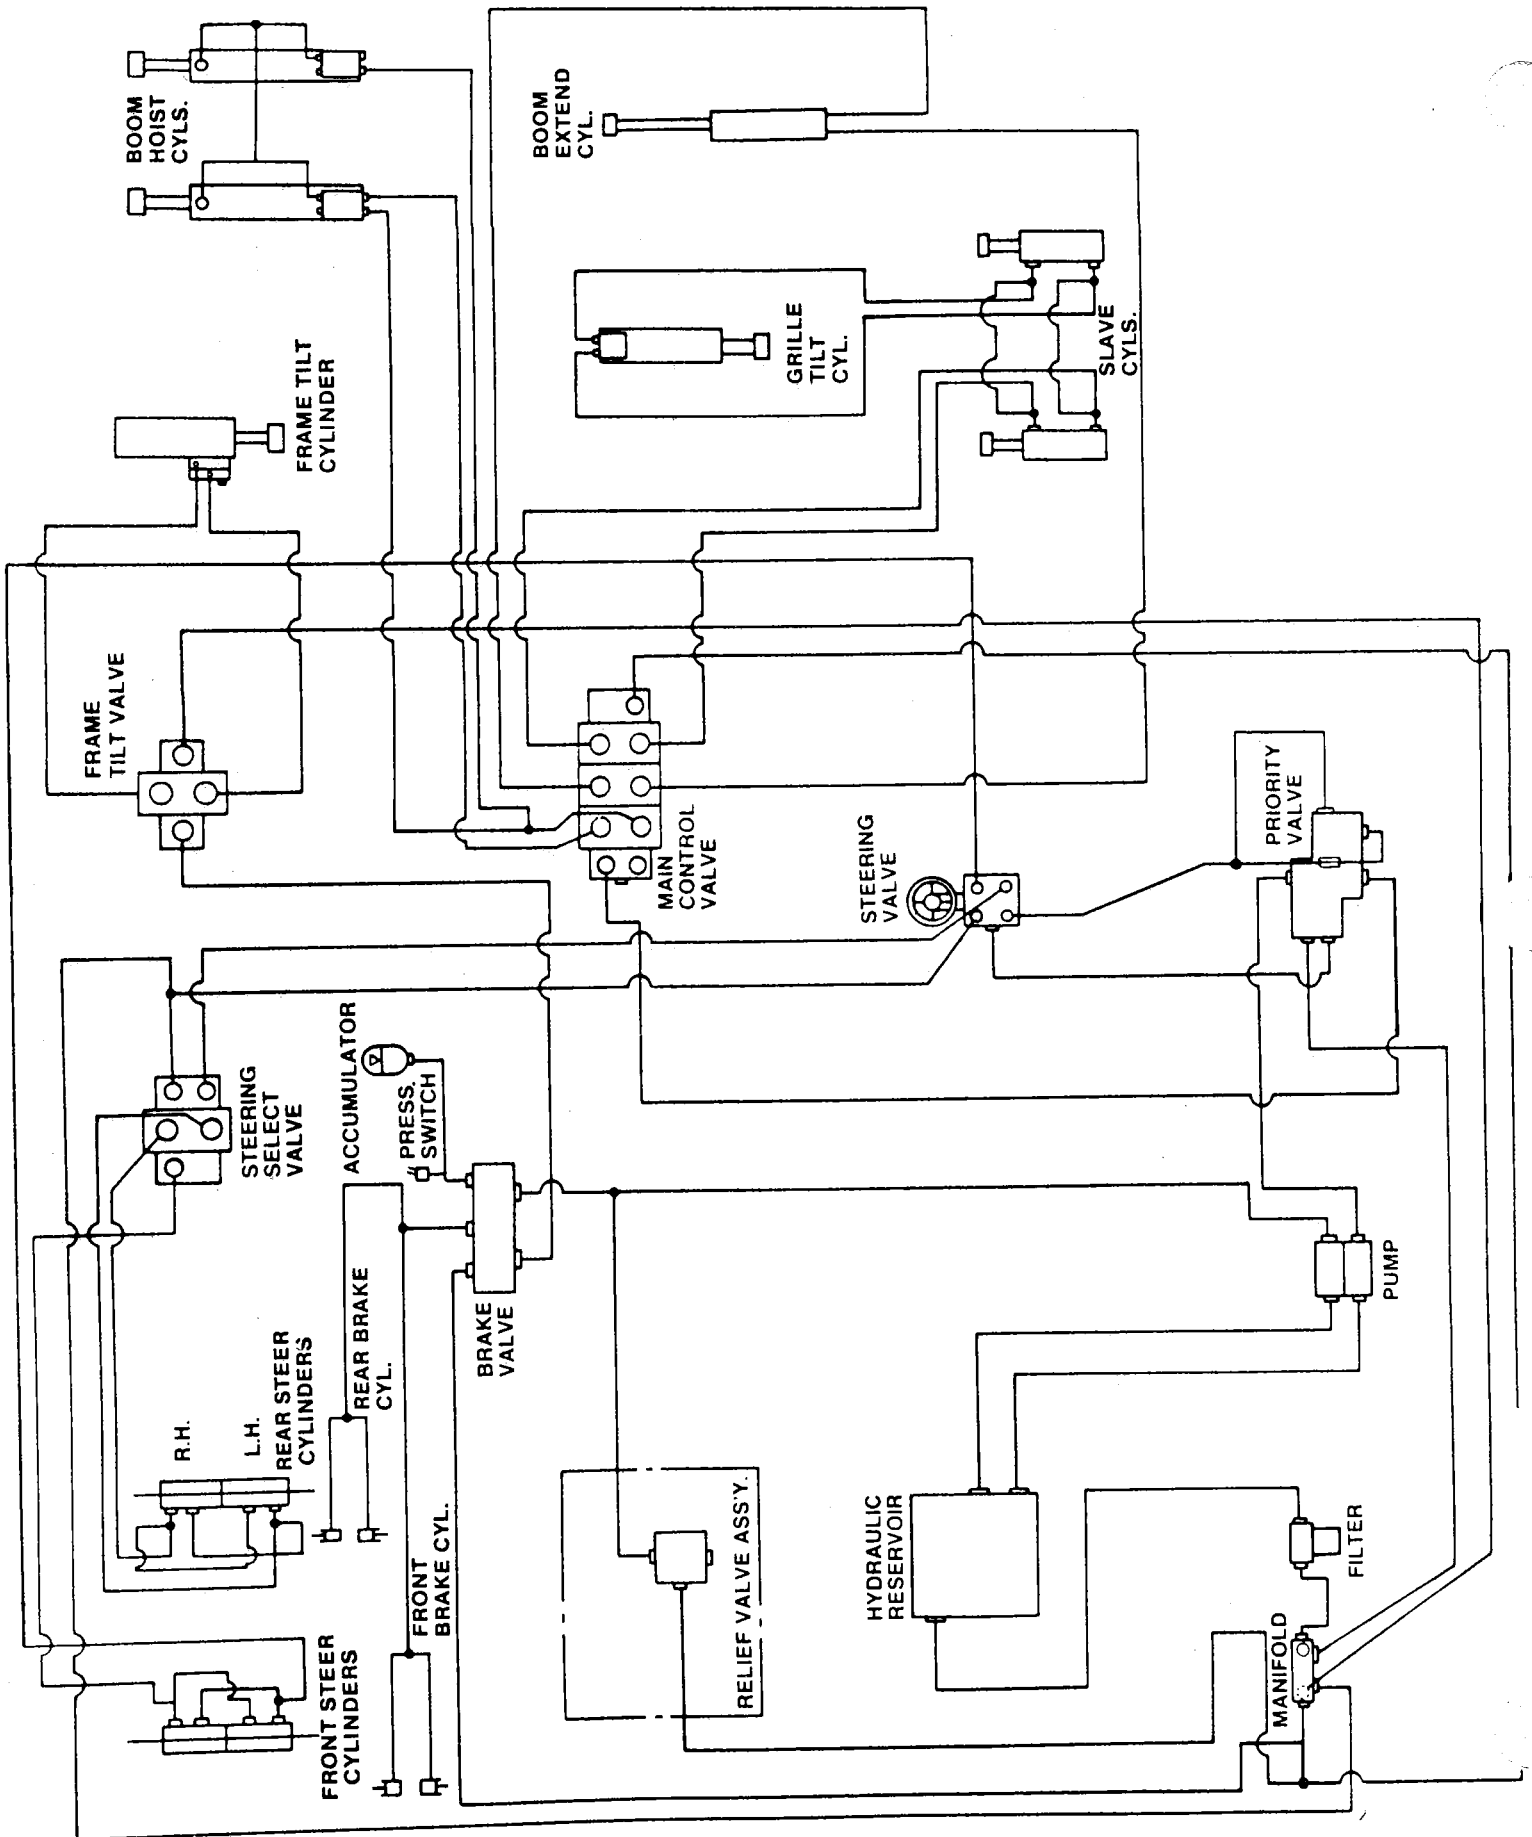 BOOM
HOIST
CYLS.
BOOM
EXTEND
CYL.
FRAME TILT
CYLINDER
GRILLE
TILT
CYL.
SLAVE
CYLS.
FRAME
TILT VALVE
MAIN
CONTROL
VALVE
STEERING
VALVE
PRIORITY
VALVE
STEERING
SELECT
VALVE
ACCUMULATOR
PRESS.
SWITCH
BRAKE
VALVE
PUMP
R.H.
L.H.
REAR STEER
CYLINDERS
REAR BRAKE
CYL.
FRONT
BRAKE CYL.
FRONT STEER
CYLINDERS
RELIEF VALVE ASS'Y.
HYDRAULIC
RESERVOIR
FILTER
MANIFOLD